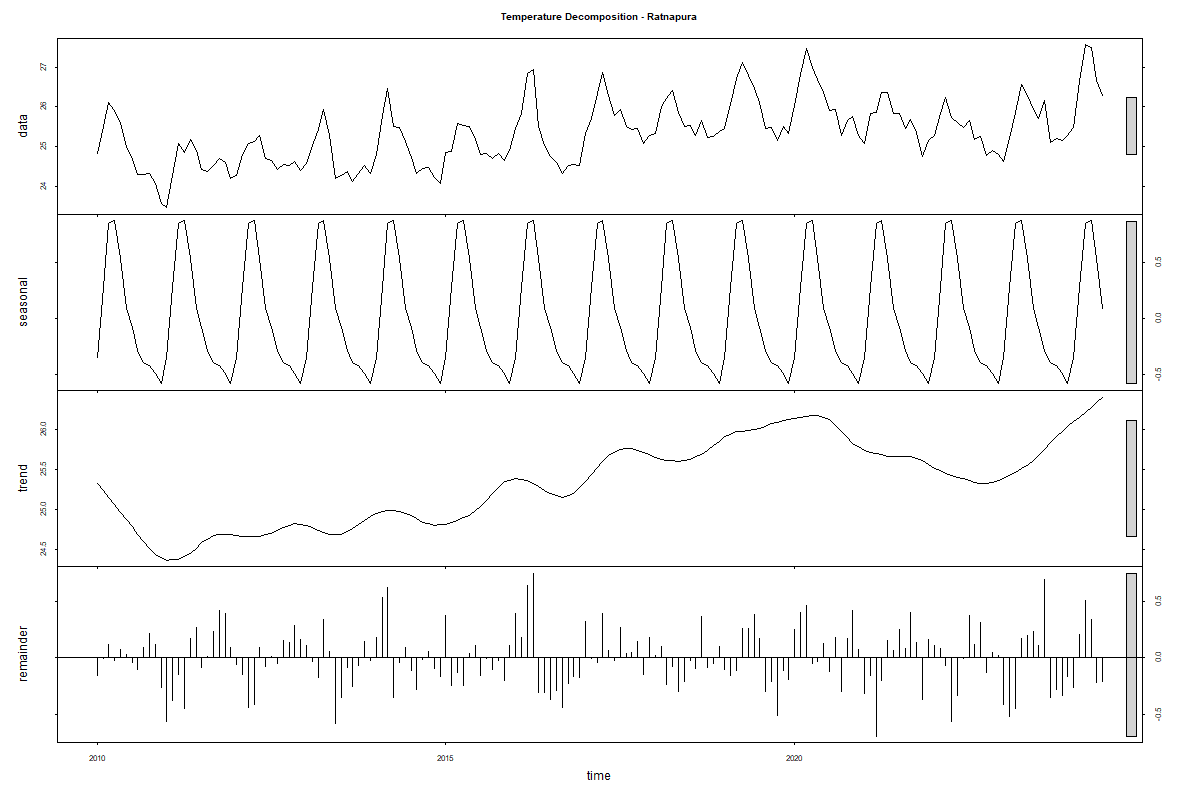 Temperature Decomposition - Ratnapura
data
24 25 26 27
seasonal
-0.5 0.0 0.5
trend
24.5 25.0 25.5 26.0
remainder
-0.5 0.0 0.5
2010 2015 2020
time